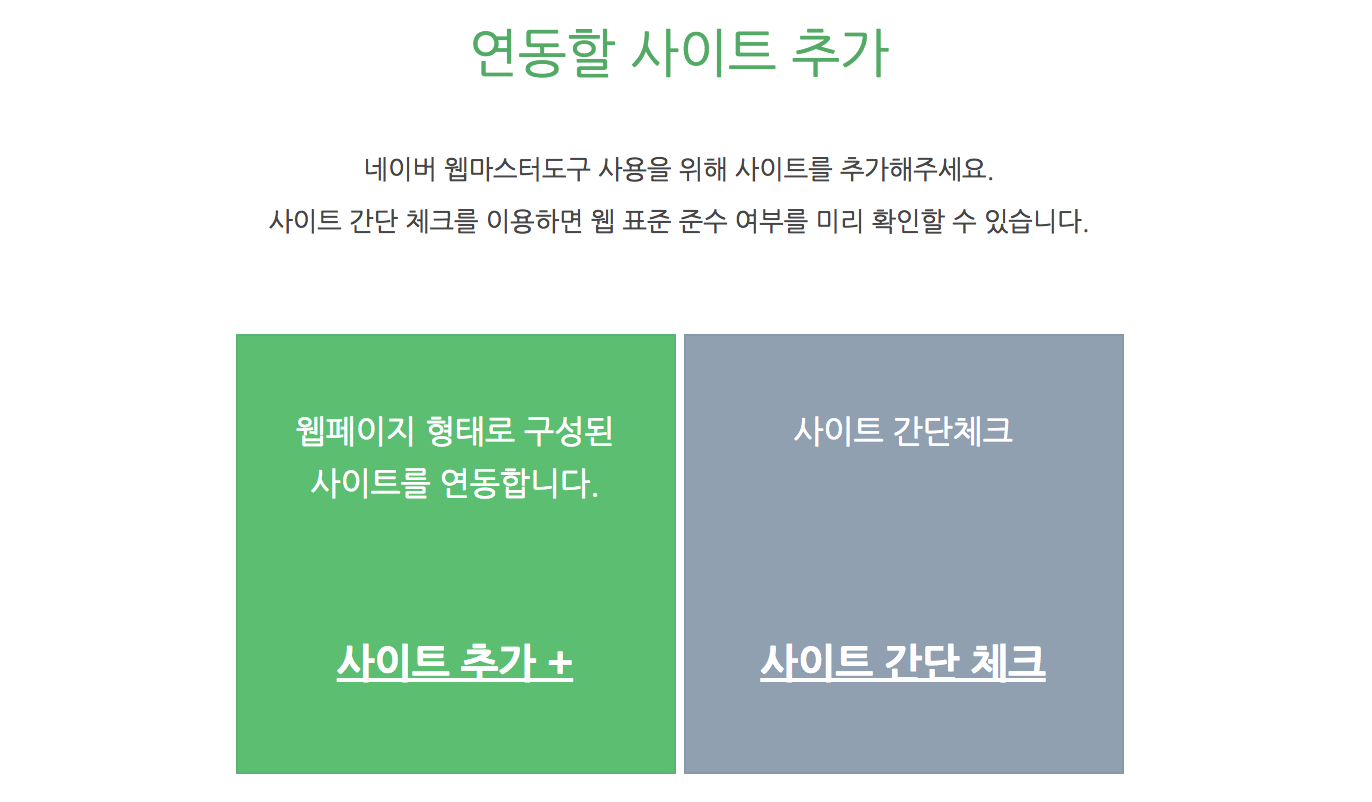 연동할 사이트 추가
네이버 웹마스터도구 사용을 위해 사이트를 추가해주세요.
사이트 간단 체크를 이용하면 웹 표준 준수 여부를 미리 확인할 수 있습니다.
웹페이지 형태로 구성된
사이트를 연동합니다.
사이트 추가 +
사이트 간단체크
사이트 간단 체크